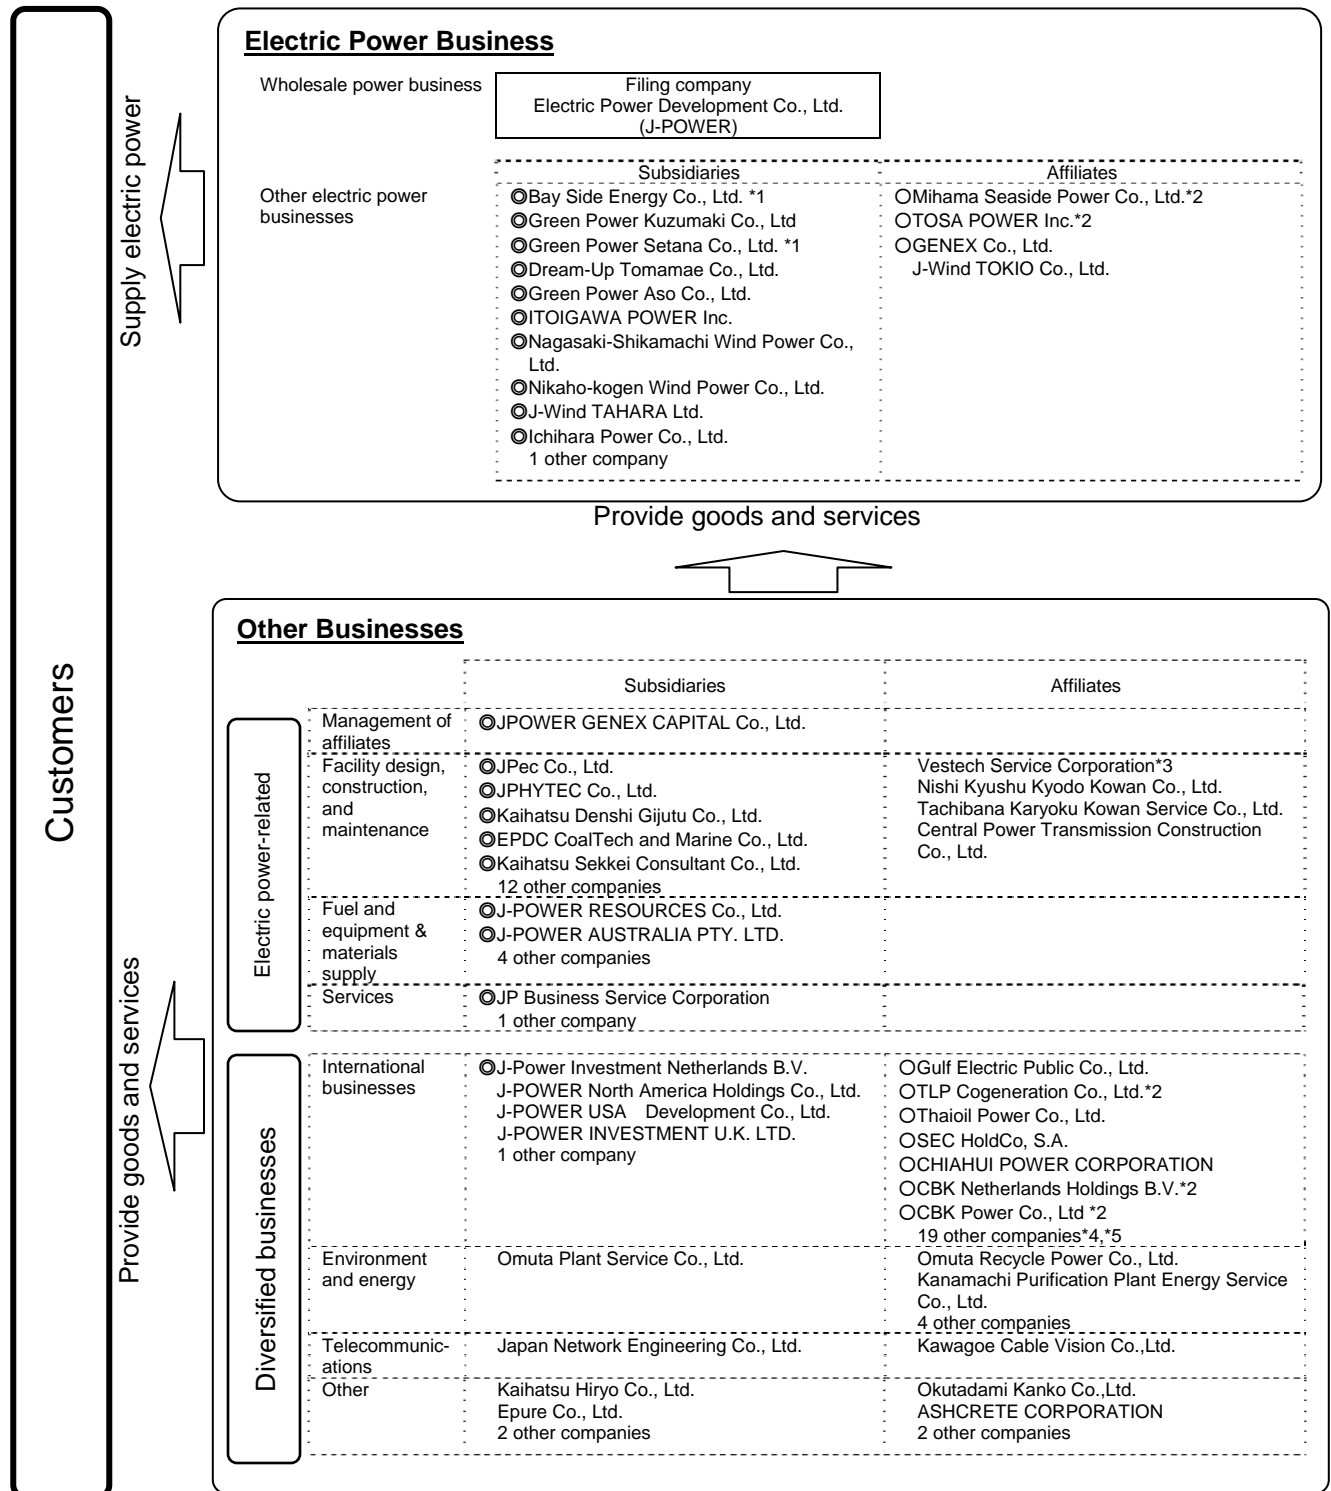 Customers
Supply electric power
Electric Power Business
Wholesale power business
Filing company
Electric Power Development Co., Ltd.
(J-POWER)
Other electric power
businesses
Subsidiaries
◎Bay Side Energy Co., Ltd. *1
◎Green Power Kuzumaki Co., Ltd
◎Green Power Setana Co., Ltd. *1
◎Dream-Up Tomamae Co., Ltd.
◎Green Power Aso Co., Ltd.
◎ITOIGAWA POWER Inc.
◎Nagasaki-Shikamachi Wind Power Co.,
Ltd.
◎Nikaho-kogen Wind Power Co., Ltd.
◎J-Wind TAHARA Ltd.
◎Ichihara Power Co., Ltd.
1 other company
Affiliates
○Mihama Seaside Power Co., Ltd.*2
○TOSA POWER Inc.*2
○GENEX Co., Ltd.
J-Wind TOKIO Co., Ltd.
Provide goods and services
Provide goods and services
Other Businesses
Subsidiaries
Affiliates
Electric power-related
Management of
affiliates
◎JPOWER GENEX CAPITAL Co., Ltd.
Facility design,
construction,
and
maintenance
◎JPec Co., Ltd.
◎JPHYTEC Co., Ltd.
◎Kaihatsu Denshi Gijutu Co., Ltd.
◎EPDC CoalTech and Marine Co., Ltd.
◎Kaihatsu Sekkei Consultant Co., Ltd.
12 other companies
Vestech Service Corporation*3
Nishi Kyushu Kyodo Kowan Co., Ltd.
Tachibana Karyoku Kowan Service Co., Ltd.
Central Power Transmission Construction
Co., Ltd.
Fuel and
equipment &
materials
supply
◎J-POWER RESOURCES Co., Ltd.
◎J-POWER AUSTRALIA PTY. LTD.
4 other companies
Services
◎JP Business Service Corporation
1 other company
Diversified businesses
International
businesses
◎J-Power Investment Netherlands B.V.
J-POWER North America Holdings Co., Ltd.
J-POWER USA Development Co., Ltd.
J-POWER INVESTMENT U.K. LTD.
1 other company
○Gulf Electric Public Co., Ltd.
○TLP Cogeneration Co., Ltd.*2
○Thaioil Power Co., Ltd.
○SEC HoldCo, S.A.
○CHIAHUI POWER CORPORATION
○CBK Netherlands Holdings B.V.*2
○CBK Power Co., Ltd *2
19 other companies*4,*5
Environment
and energy
Omuta Plant Service Co., Ltd.
Omuta Recycle Power Co., Ltd.
Kanamachi Purification Plant Energy Service
Co., Ltd.
4 other companies
Telecommunic-
ations
Japan Network Engineering Co., Ltd.
Kawagoe Cable Vision Co.,Ltd.
Other
Kaihatsu Hiryo Co., Ltd.
Epure Co., Ltd.
2 other companies
Okutadami Kanko Co.,Ltd.
ASHCRETE CORPORATION
2 other companies